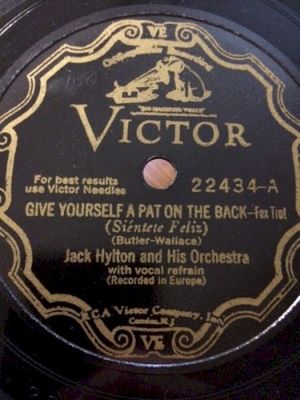 VE
Orthophonic Recording
"HIS MASTER'S VOICE"
VICTOR
For best results
use Victor Needles
22434-A
GIVE YOURSELF A PAT ON THE BACK-Fox Trot
(Siéntete Feliz)
(Butler-Wallace)
Jack Hylton and His Orchestra
with vocal refrain
(Recorded in Europe)
RCA Victor Company, Inc.
Camden, N.J.
VE